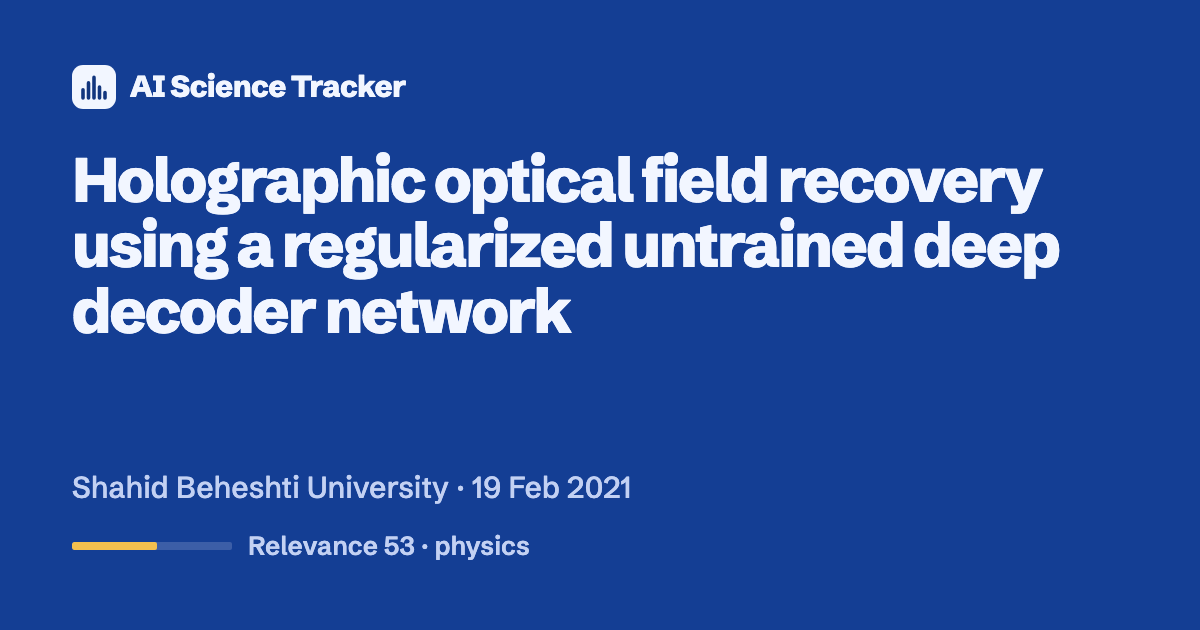 AI Science Tracker
Holographic optical field recovery
using a regularized untrained deep
decoder network
Shahid Beheshti University · 19 Feb 2021
Relevance 53 · physics